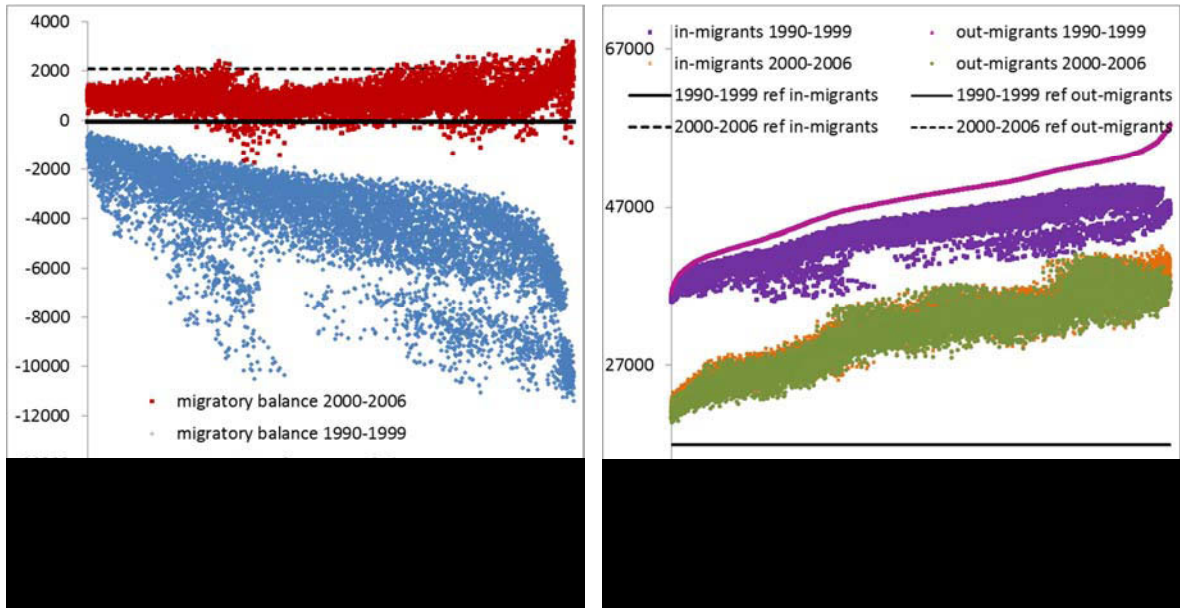 4000
2000
0
-2000
-4000
-6000
-8000
-10000
-12000
migratory balance 2000-2006
migratory balance 1990-1999
in-migrants 1990-1999
out-migrants 1990-1999
67000
in-migrants 2000-2006
out-migrants 2000-2006
1990-1999 ref in-migrants
1990-1999 ref out-migrants
2000-2006 ref in-migrants
2000-2006 ref out-migrants
47000
27000